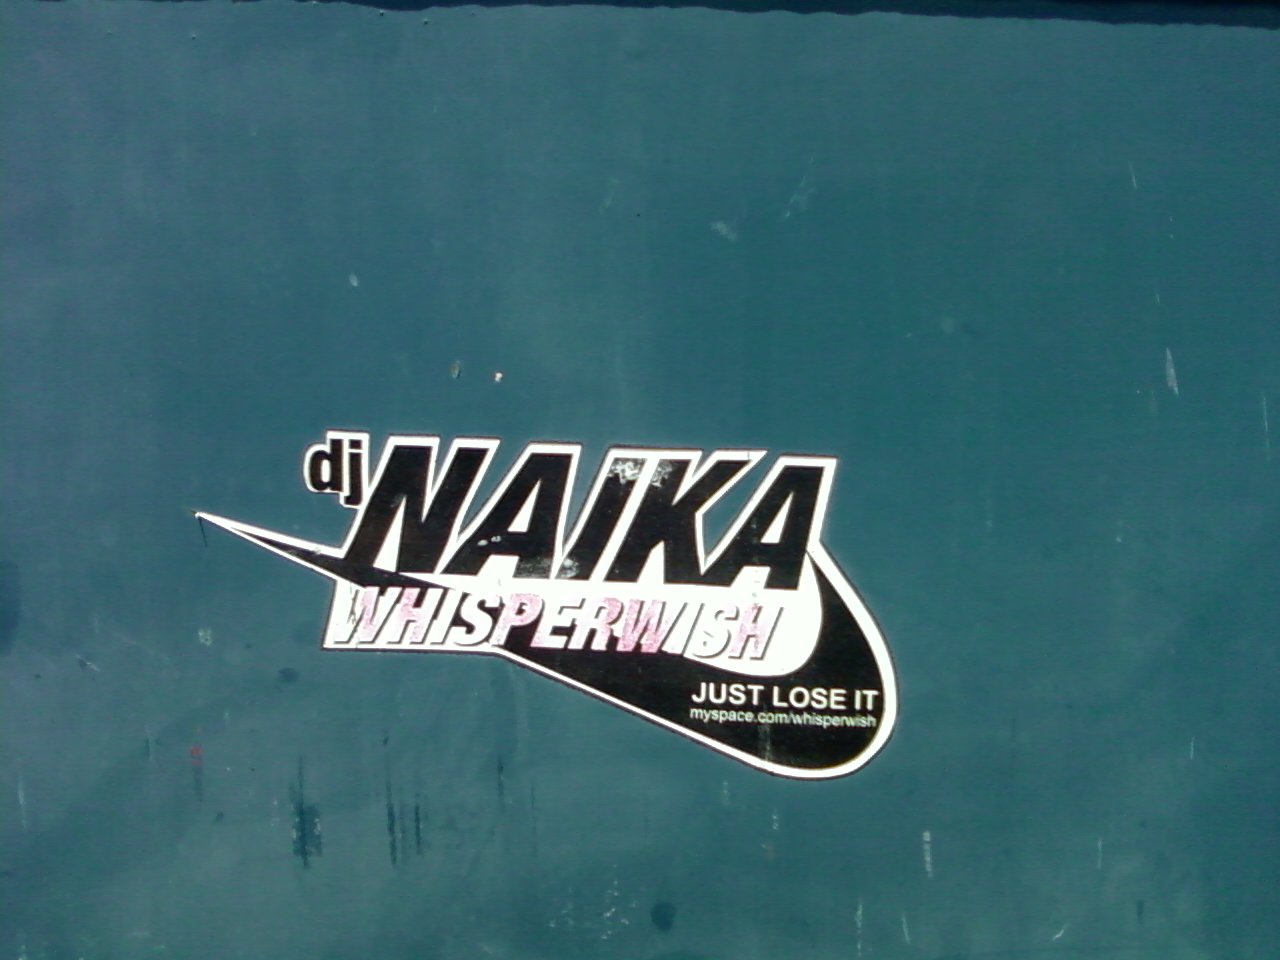 dj
NAIKA
WHISPERWISH
JUST LOSE IT
myspace.com/whisperwish